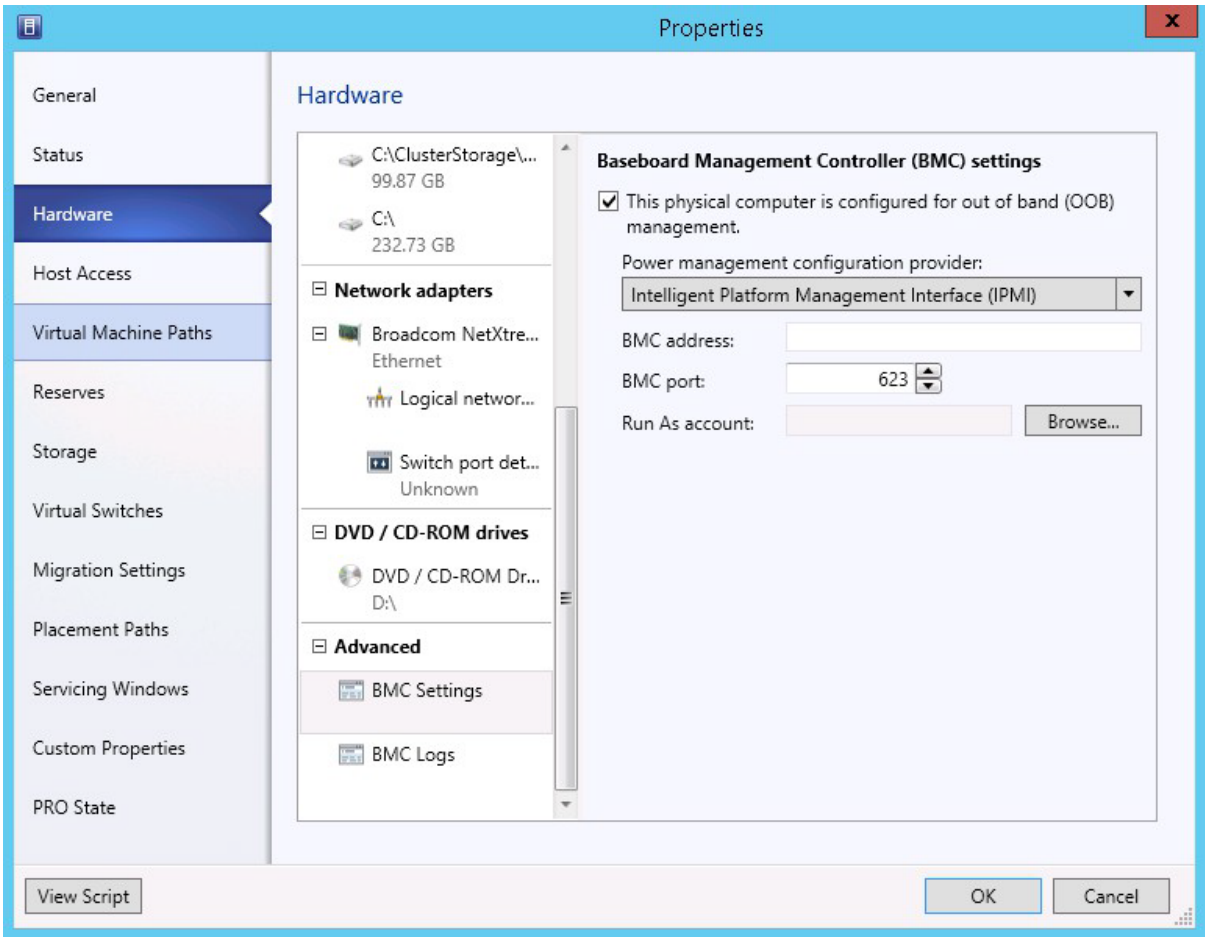 Properties
x
General
Status
Hardware
Host Access
Virtual Machine Paths
Reserves
Storage
Virtual Switches
Migration Settings
Placement Paths
Servicing Windows
Custom Properties
PRO State
Hardware
C:\ClusterStorage\...
99.87 GB
C:\
232.73 GB
Network adapters
Broadcom NetXtre...
Ethernet
Logical networ...
Switch port det...
Unknown
DVD / CD-ROM drives
DVD / CD-ROM Dr...
D:\
Advanced
BMC Settings
BMC Logs
Baseboard Management Controller (BMC) settings
This physical computer is configured for out of band (OOB)
management.
Power management configuration provider:
Intelligent Platform Management Interface (IPMI)
BMC address:
BMC port: 623
Run As account: Browse...
View Script OK Cancel